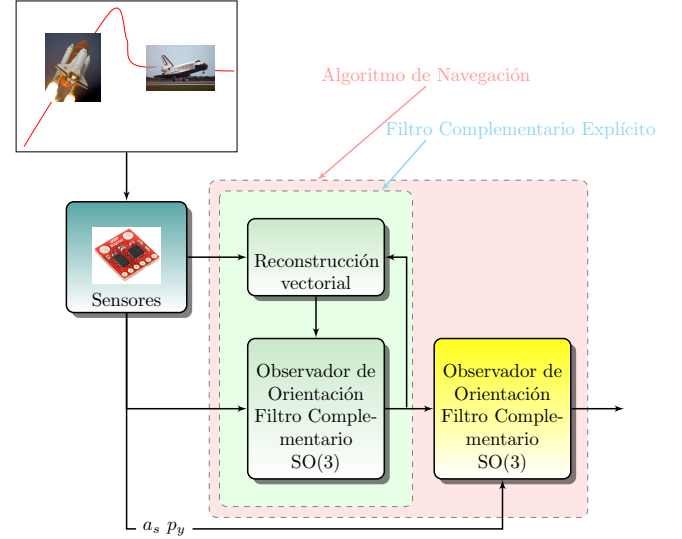 Algoritmo de Navegación
Filtro Complementario Explícito
Reconstrucción
vectorial
Sensores
Observador de
Orientación
Filtro Comple-
mentario
SO(3)
Observador de
Orientación
Filtro Comple-
mentario
SO(3)
a_s p_y